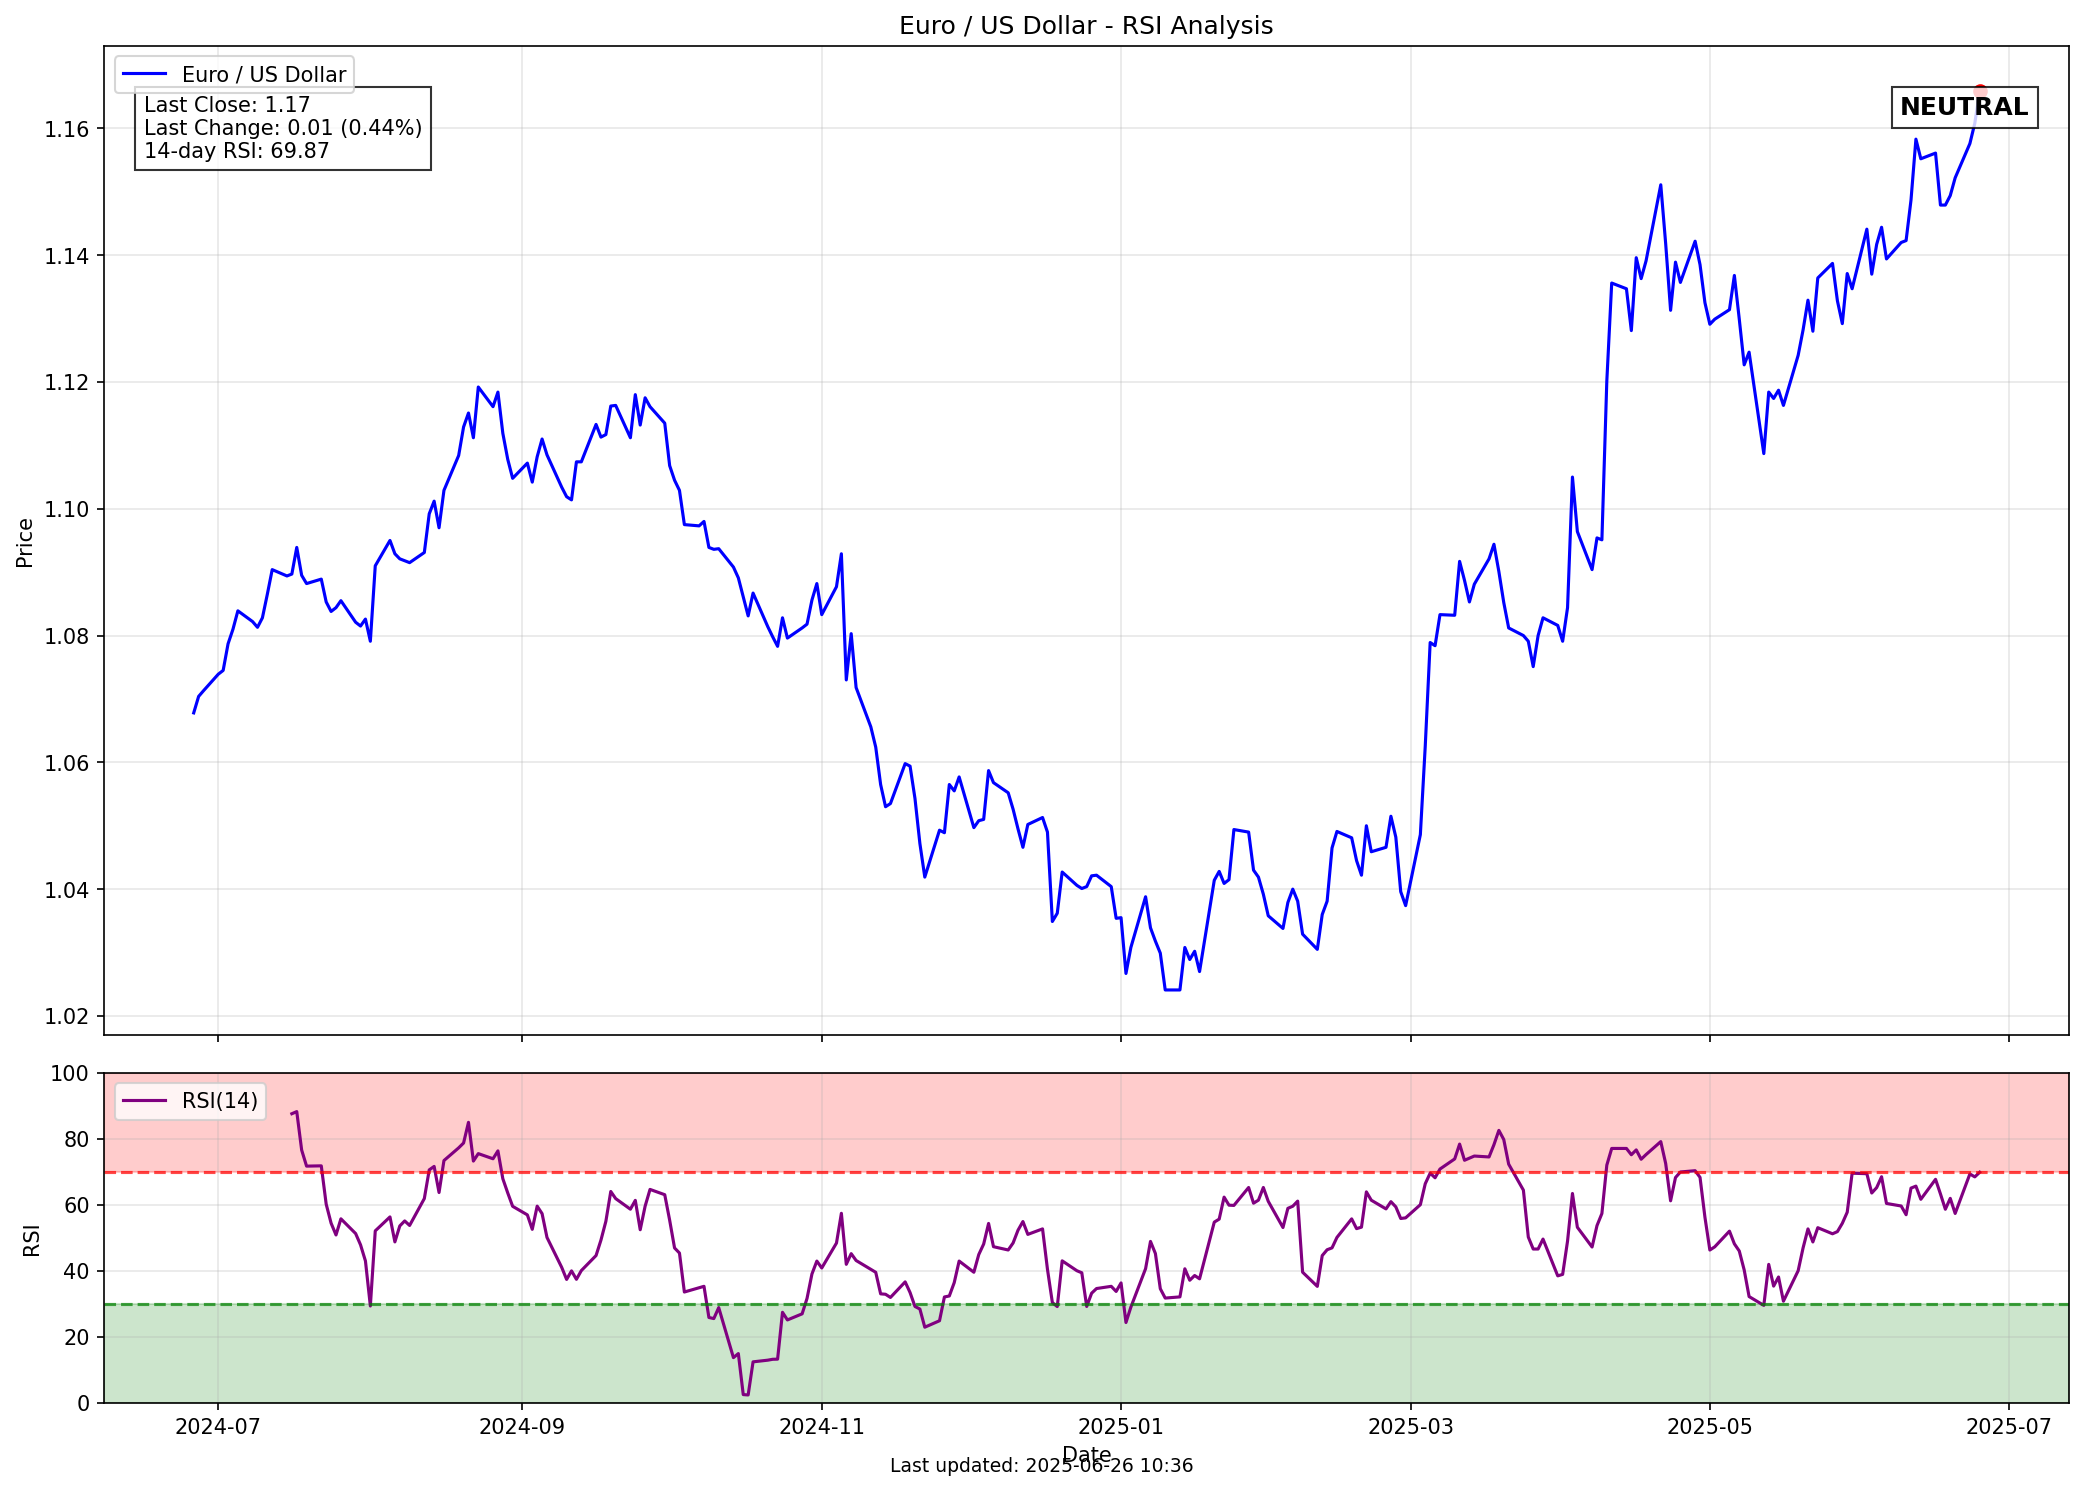 Euro / US Dollar - RSI Analysis
Euro / US Dollar
Last Close: 1.17
Last Change: 0.01 (0.44%)
14-day RSI: 69.87
NEUTRAL
Price
1.16
1.14
1.12
1.10
1.08
1.06
1.04
1.02
RSI(14)
RSI
100
80
60
40
20
0
2024-07
2024-09
2024-11
2025-01
2025-03
2025-05
2025-07
Date
Last updated: 2025-06-26 10:36